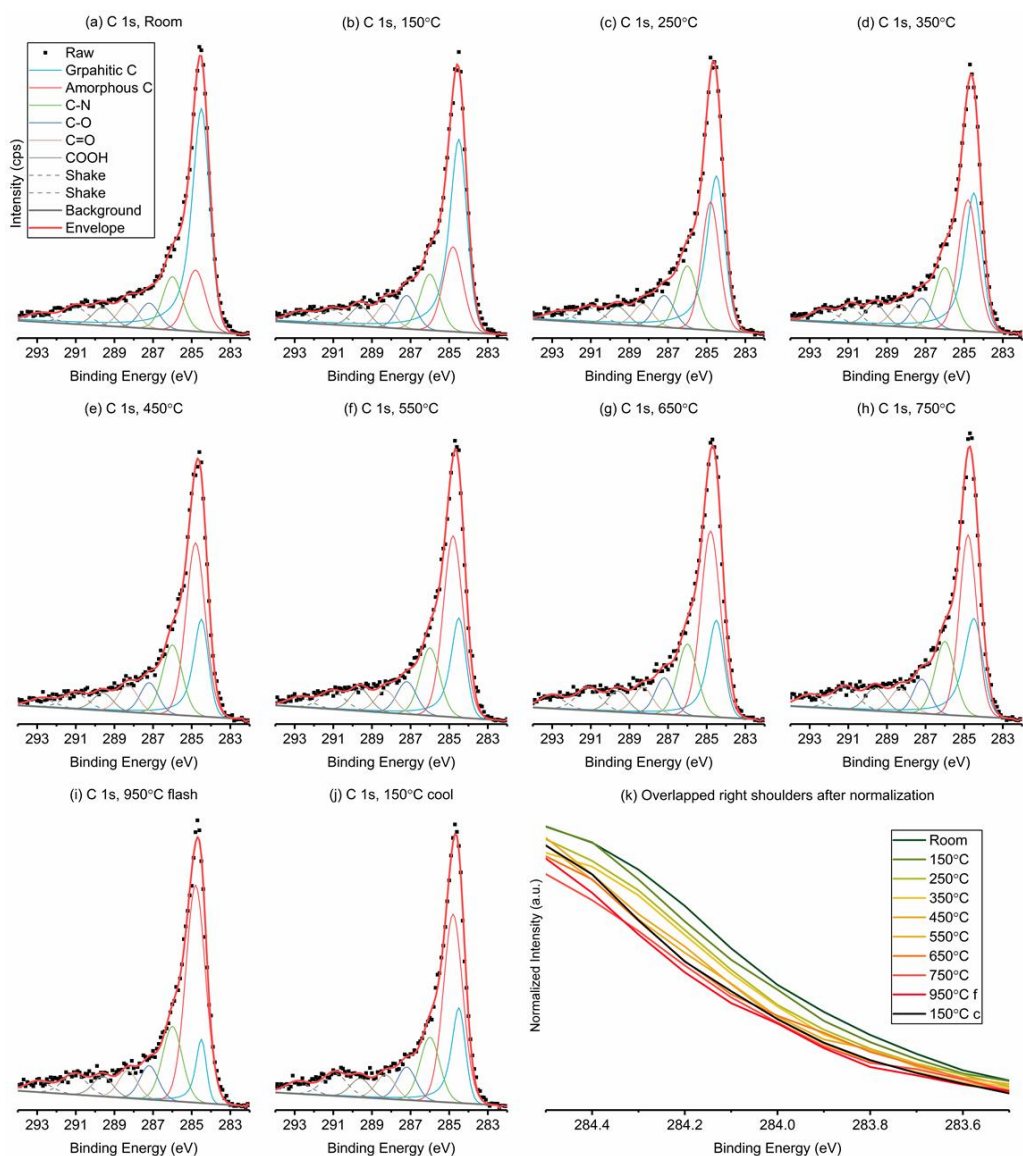 (a) C 1s, Room
(b) C 1s, 150°C
(c) C 1s, 250°C
(d) C 1s, 350°C
Raw
Grpahitic C
Amorphous C
C-N
C-O
C=O
COOH
Shake
Shake
Background
Envelope
Intensity (cps)
293 291 289 287 285 283
293 291 289 287 285 283
293 291 289 287 285 283
293 291 289 287 285 283
Binding Energy (eV)
Binding Energy (eV)
Binding Energy (eV)
Binding Energy (eV)
(e) C 1s, 450°C
(f) C 1s, 550°C
(g) C 1s, 650°C
(h) C 1s, 750°C
293 291 289 287 285 283
293 291 289 287 285 283
293 291 289 287 285 283
293 291 289 287 285 283
Binding Energy (eV)
Binding Energy (eV)
Binding Energy (eV)
Binding Energy (eV)
(i) C 1s, 950°C flash
(j) C 1s, 150°C cool
(k) Overlapped right shoulders after normalization
Normalized Intensity (a.u.)
Room
150°C
250°C
350°C
450°C
550°C
650°C
750°C
950°C f
150°C c
293 291 289 287 285 283
293 291 289 287 285 283
284.4 284.2 284.0 283.8 283.6
Binding Energy (eV)
Binding Energy (eV)
Binding Energy (eV)